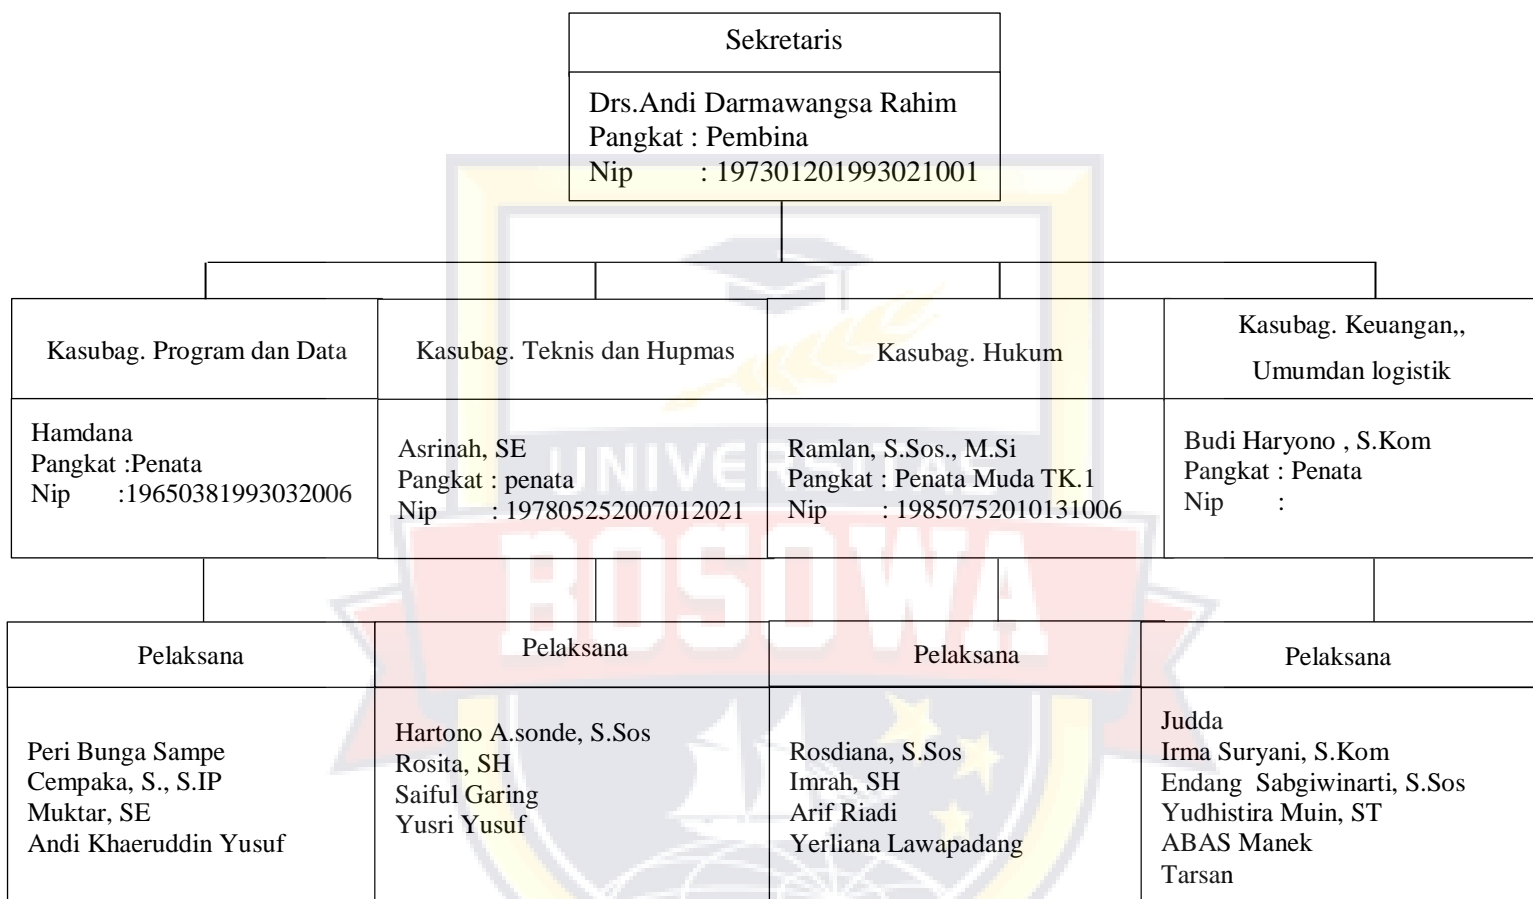 Sekretaris
Drs.Andi Darmawangsa Rahim
Pangkat : Pembina
Nip : 197301201993021001
Kasubag. Program dan Data
Hamdana
Pangkat :Penata
Nip :19650381993032006
Kasubag. Teknis dan Hupmas
Asrinah, SE
Pangkat : penata
Nip : 197805252007012021
Kasubag. Hukum
Ramlan, S.Sos., M.Si
Pangkat : Penata Muda TK.1
Nip : 19850752010131006
Kasubag. Keuangan,,
Umumdan logistik
Budi Haryono , S.Kom
Pangkat : Penata
Nip :
Pelaksana
Peri Bunga Sampe
Cempaka, S., S.IP
Muktar, SE
Andi Khaeruddin Yusuf
Pelaksana
Hartono A.sonde, S.Sos
Rosita, SH
Saiful Garing
Yusri Yusuf
Pelaksana
Rosdiana, S.Sos
Imrah, SH
Arif Riadi
Yerliana Lawapadang
Pelaksana
Judda
Irma Suryani, S.Kom
Endang Sabgiwinarti, S.Sos
Yudhistira Muin, ST
ABAS Manek
Tarsan
UNIVERSITAS
BOSOWA